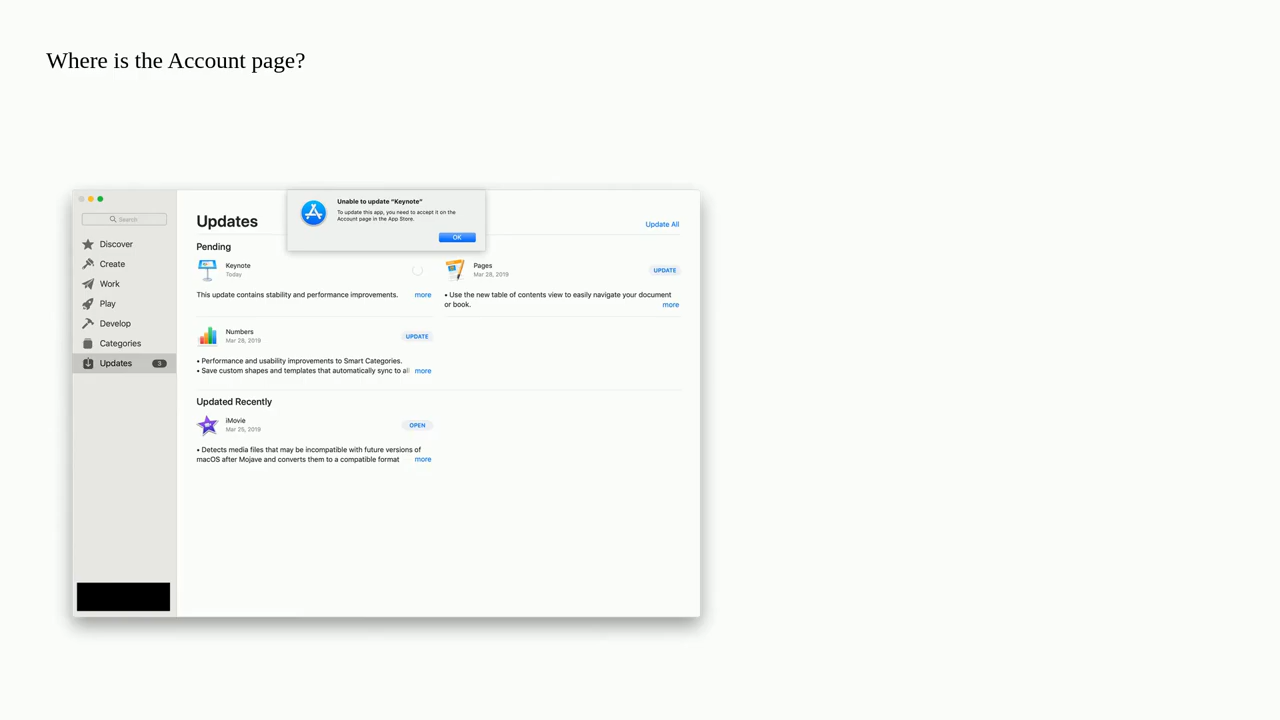 Where is the Account page?
Search
Discover
Create
Work
Play
Develop
Categories
Updates 3
Unable to update “Keynote”
To update this app, you need to accept it on the
Account page in the App Store.
OK
Updates
Update All
Pending
Keynote
Today
This update contains stability and performance improvements. more
Pages
Mar 28, 2019
UPDATE
• Use the new table of contents view to easily navigate your document
or book.
more
Numbers
Mar 28, 2019
UPDATE
• Performance and usability improvements to Smart Categories.
• Save custom shapes and templates that automatically sync to all more
Updated Recently
iMovie
Mar 25, 2019
OPEN
• Detects media files that may be incompatible with future versions of
macOS after Mojave and converts them to a compatible format more